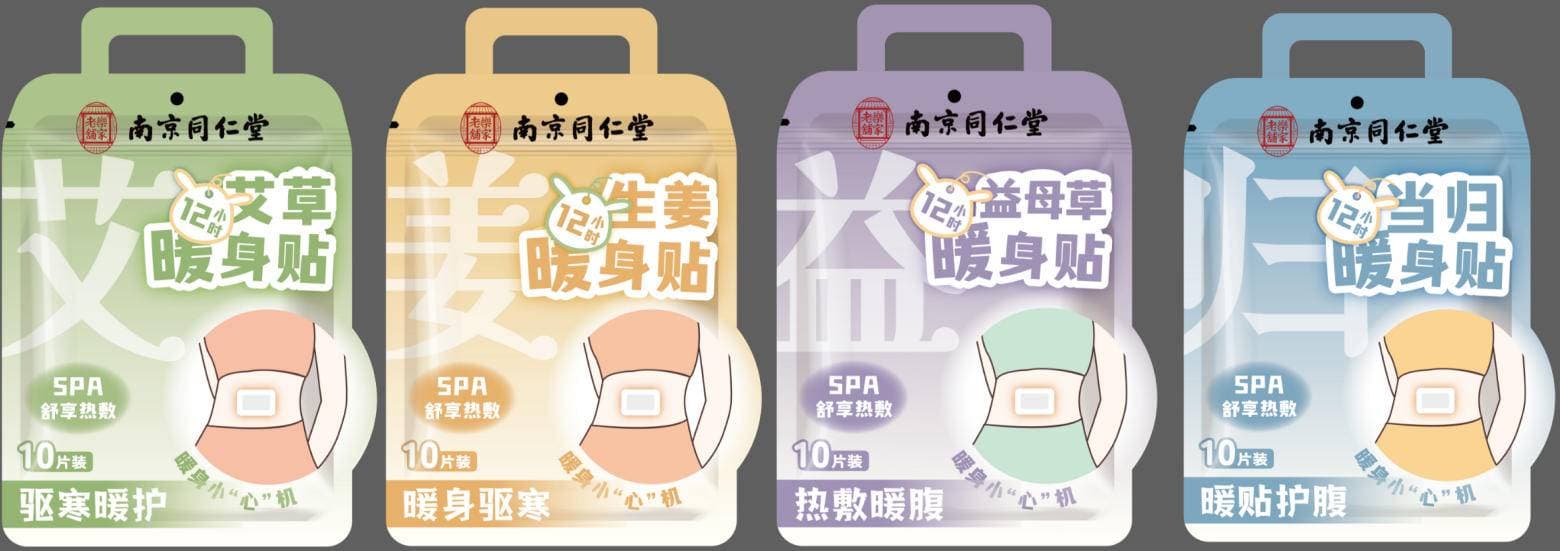 老樂家舖
南京同仁堂
艾
12小时
艾草
暖身贴
SPA
舒享热敷
10片装
暖身小“心”机
驱寒暖护
老樂家舖
南京同仁堂
姜
12小时
生姜
暖身贴
SPA
舒享热敷
10片装
暖身小“心”机
暖身驱寒
老樂家舖
南京同仁堂
益
12小时
益母草
暖身贴
SPA
舒享热敷
10片装
暖身小“心”机
热敷暖腹
老樂家舖
南京同仁堂
归
12小时
当归
暖身贴
SPA
舒享热敷
10片装
暖身小“心”机
暖贴护腹